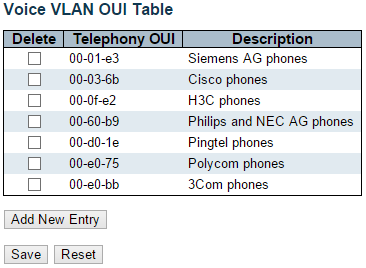 Voice VLAN OUI Table
Delete Telephony OUI Description
00-01-e3 Siemens AG phones
00-03-6b Cisco phones
00-0f-e2 H3C phones
00-60-b9 Philips and NEC AG phones
00-d0-1e Pingtel phones
00-e0-75 Polycom phones
00-e0-bb 3Com phones
Add New Entry
Save Reset